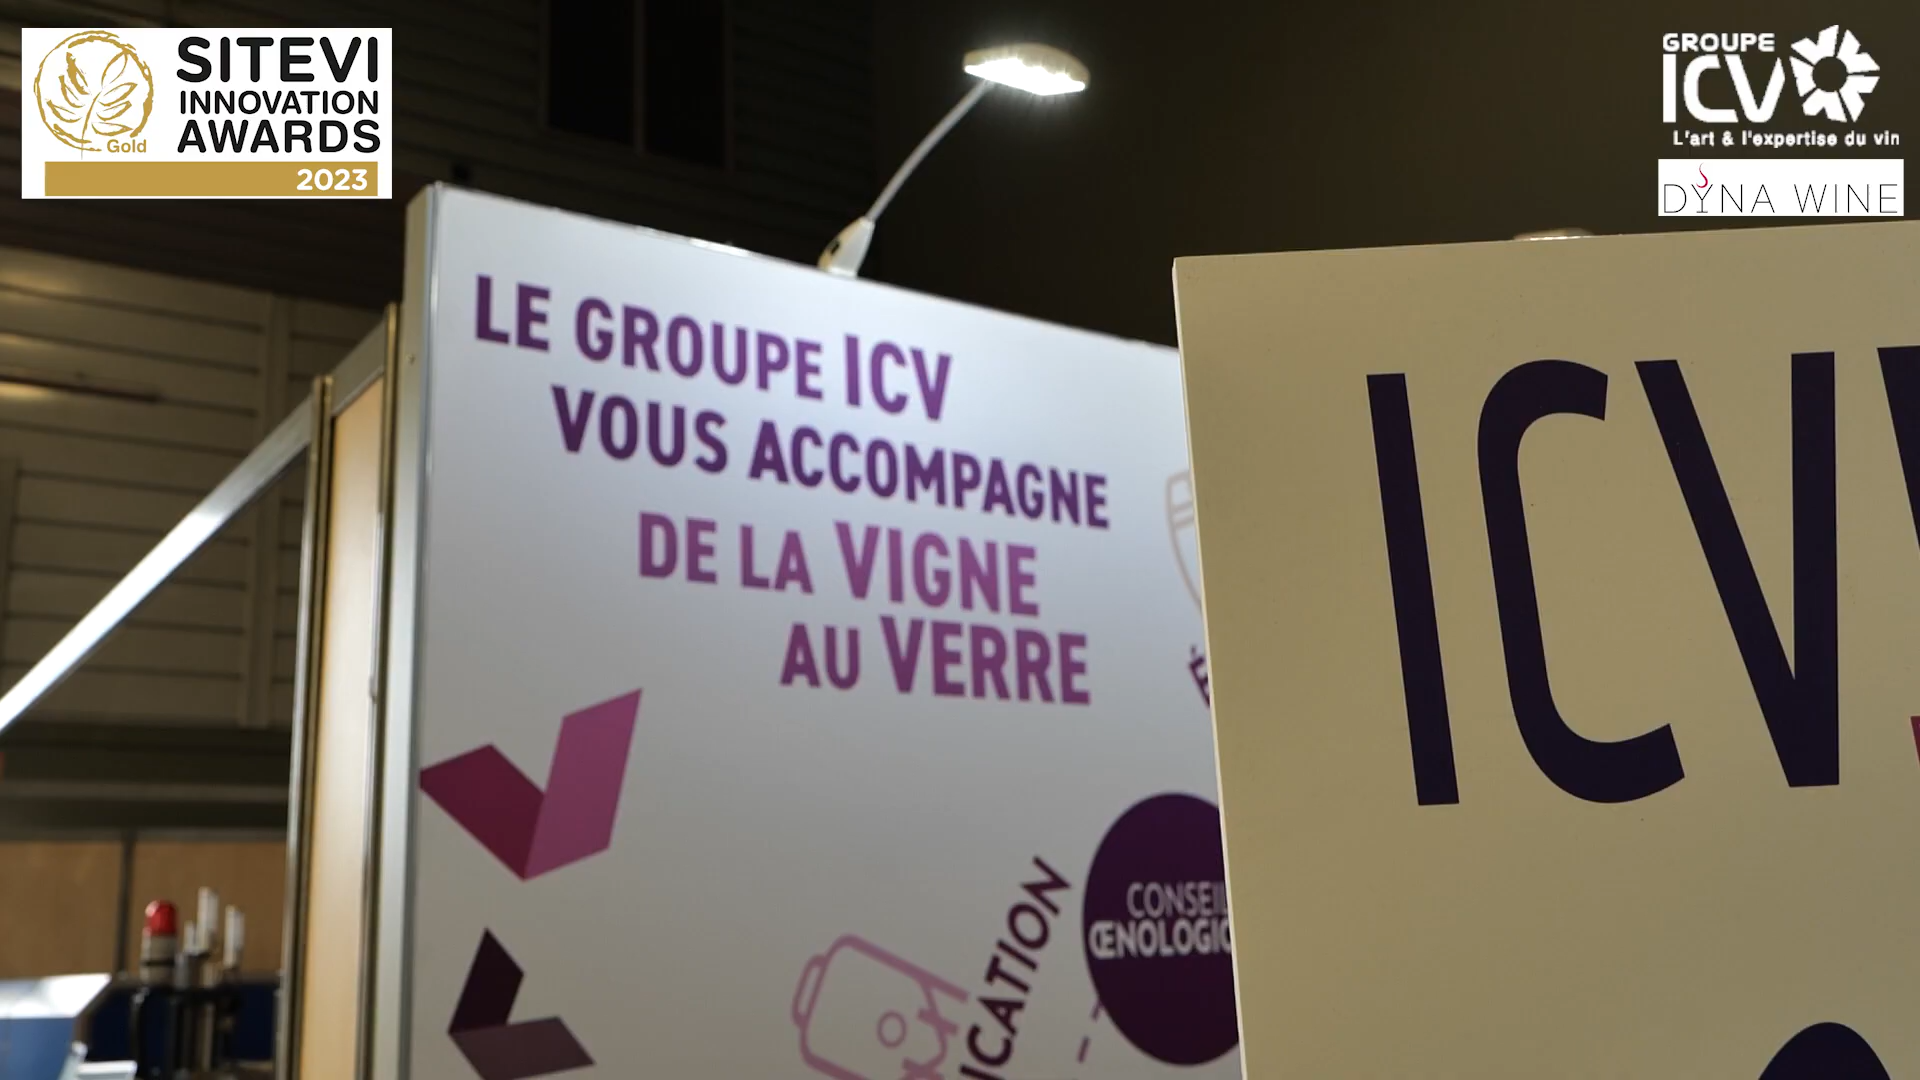 SITEVI
INNOVATION
AWARDS
Gold
2023
GROUPE
ICV
L'art & l'expertise du vin
DYNA WINE
LE GROUPE ICV
VOUS ACCOMPAGNE
DE LA VIGNE
AU VERRE
CONSEIL
ŒNOLOGIC
ICATION
ICV